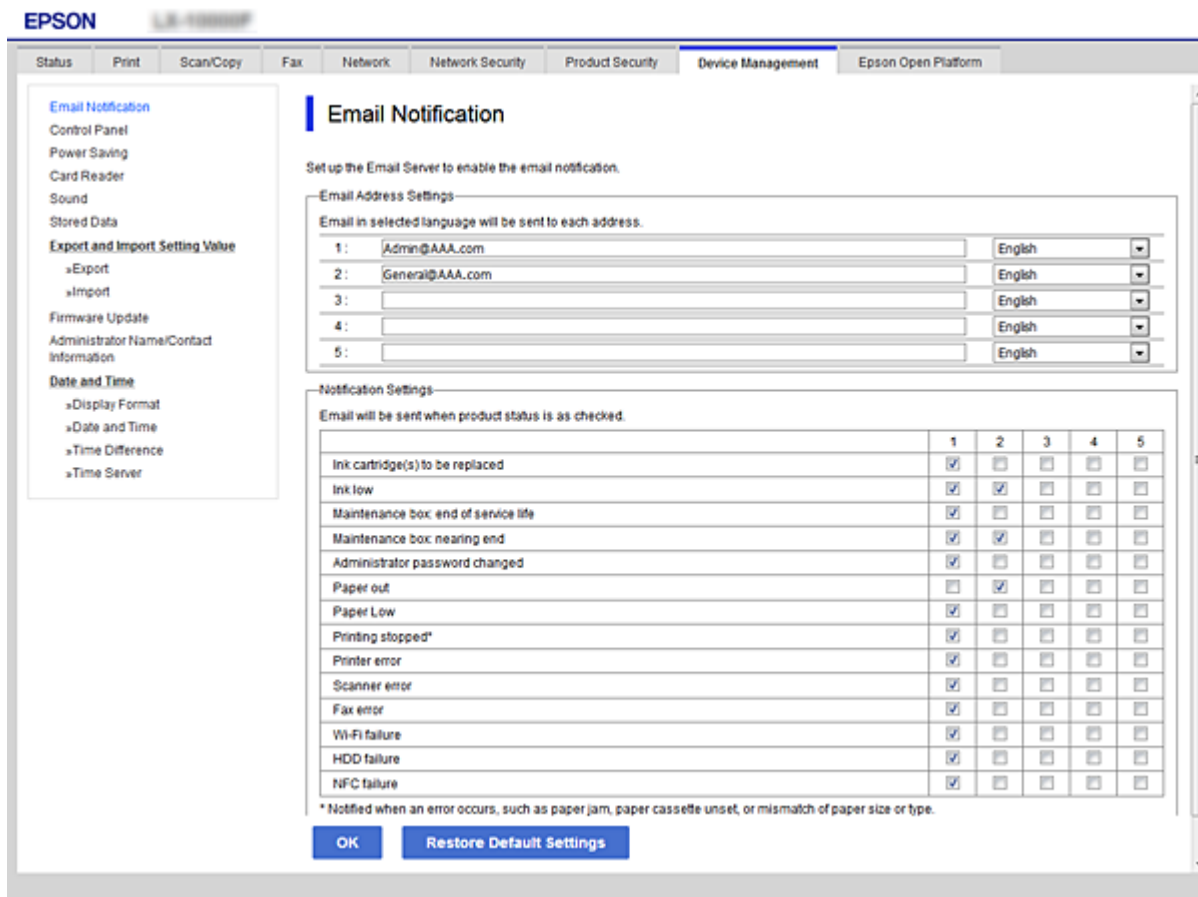 EPSON
Status Print Scan/Copy Fax Network Network Security Product Security Device Management Epson Open Platform
Email Notification
Control Panel
Power Saving
Card Reader
Sound
Stored Data
Export and Import Setting Value
»Export
»Import
Firmware Update
Administrator Name/Contact
Information
Date and Time
»Display Format
»Date and Time
»Time Difference
»Time Server
Email Notification
Set up the Email Server to enable the email notification.
Email Address Settings
Email in selected language will be sent to each address.
1 : Admin@AAA.com English
2 : General@AAA.com English
3 : English
4 : English
5 : English
Notification Settings
Email will be sent when product status is as checked.
1 2 3 4 5
Ink cartridge(s) to be replaced
Ink low
Maintenance box: end of service life
Maintenance box: nearing end
Administrator password changed
Paper out
Paper Low
Printing stopped*
Printer error
Scanner error
Fax error
Wi-Fi failure
HDD failure
NFC failure
* Notified when an error occurs, such as paper jam, paper cassette unset, or mismatch of paper size or type.
OK Restore Default Settings